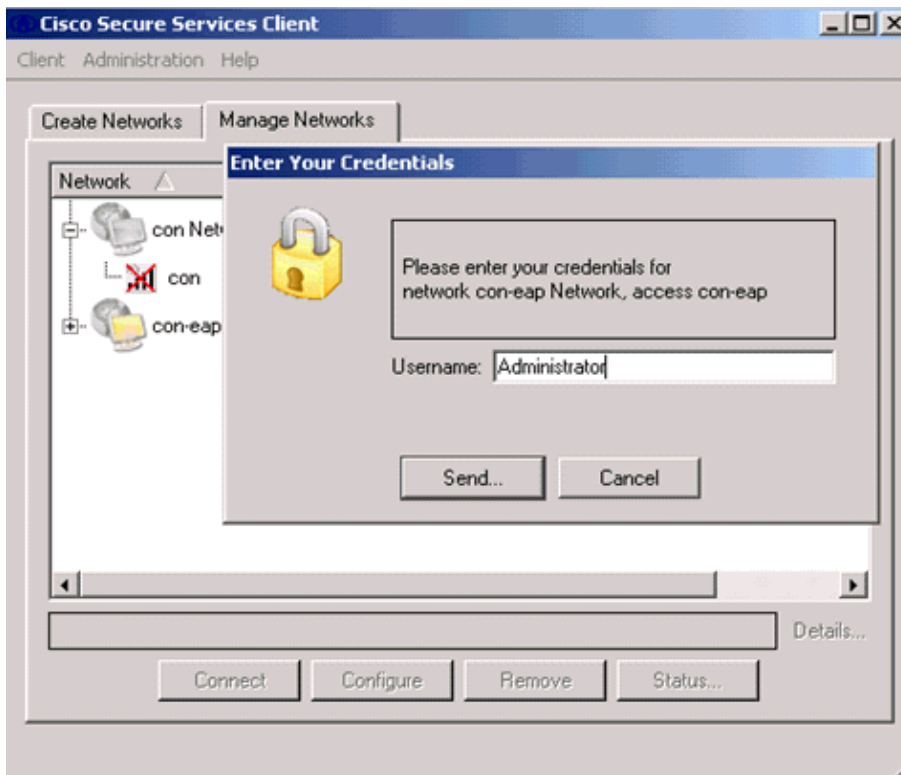 Cisco Secure Services Client
Client Administration Help
Create Networks Manage Networks
Enter Your Credentials
Network
con Net
con
con-eap
Please enter your credentials for
network con-eap Network, access con-eap
Username: Administrator
Send... Cancel
Details...
Connect Configure Remove Status...